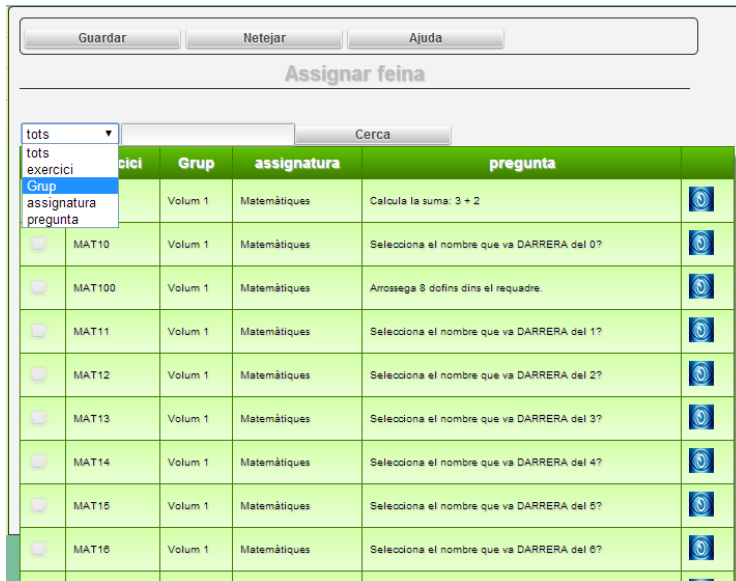 Guardar Netejar Ajuda
Assignar feina
tots Cerca
tots
exercici
Grup
assignatura
pregunta
cici Grup assignatura pregunta
Volum 1 Matemàtiques Calcula la suma: 3 + 2
MAT10 Volum 1 Matemàtiques Selecciona el nombre que va DARRERA del 0?
MAT100 Volum 1 Matemàtiques Arrossega 8 dofins dins el requadre.
MAT11 Volum 1 Matemàtiques Selecciona el nombre que va DARRERA del 1?
MAT12 Volum 1 Matemàtiques Selecciona el nombre que va DARRERA del 2?
MAT13 Volum 1 Matemàtiques Selecciona el nombre que va DARRERA del 3?
MAT14 Volum 1 Matemàtiques Selecciona el nombre que va DARRERA del 4?
MAT15 Volum 1 Matemàtiques Selecciona el nombre que va DARRERA del 5?
MAT16 Volum 1 Matemàtiques Selecciona el nombre que va DARRERA del 6?